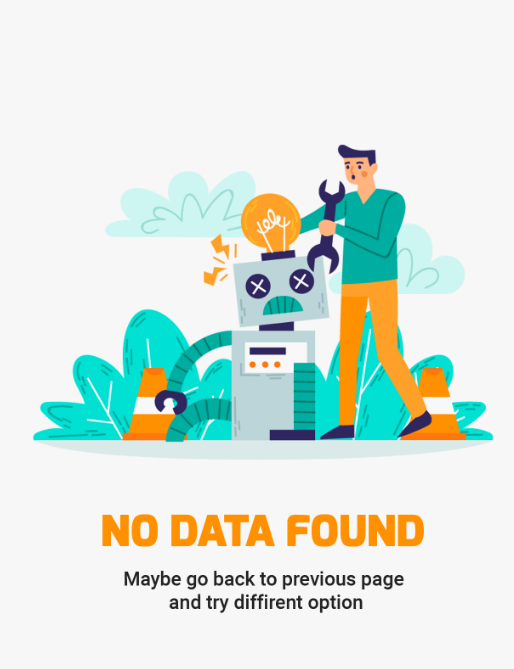 NO DATA FOUND
Maybe go back to previous page
and try diffirent option